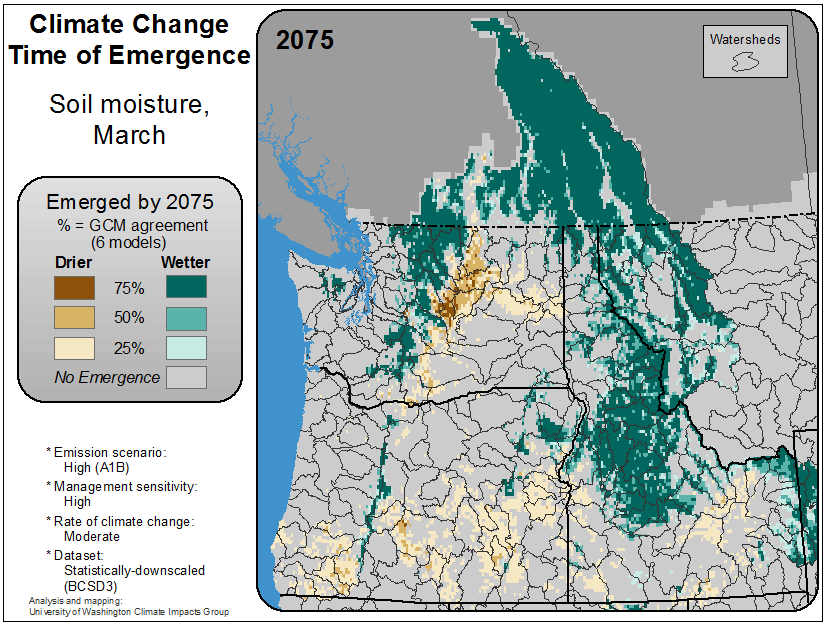 Climate Change
Time of Emergence
Soil moisture,
March
Emerged by 2075
% = GCM agreement
(6 models)
Drier Wetter
75%
50%
25%
No Emergence
* Emission scenario:
High (A1B)
* Management sensitivity:
High
* Rate of climate change:
Moderate
* Dataset:
Statistically-downscaled
(BCSD3)
Analysis and mapping:
University of Washington Climate Impacts Group
2075
Watersheds